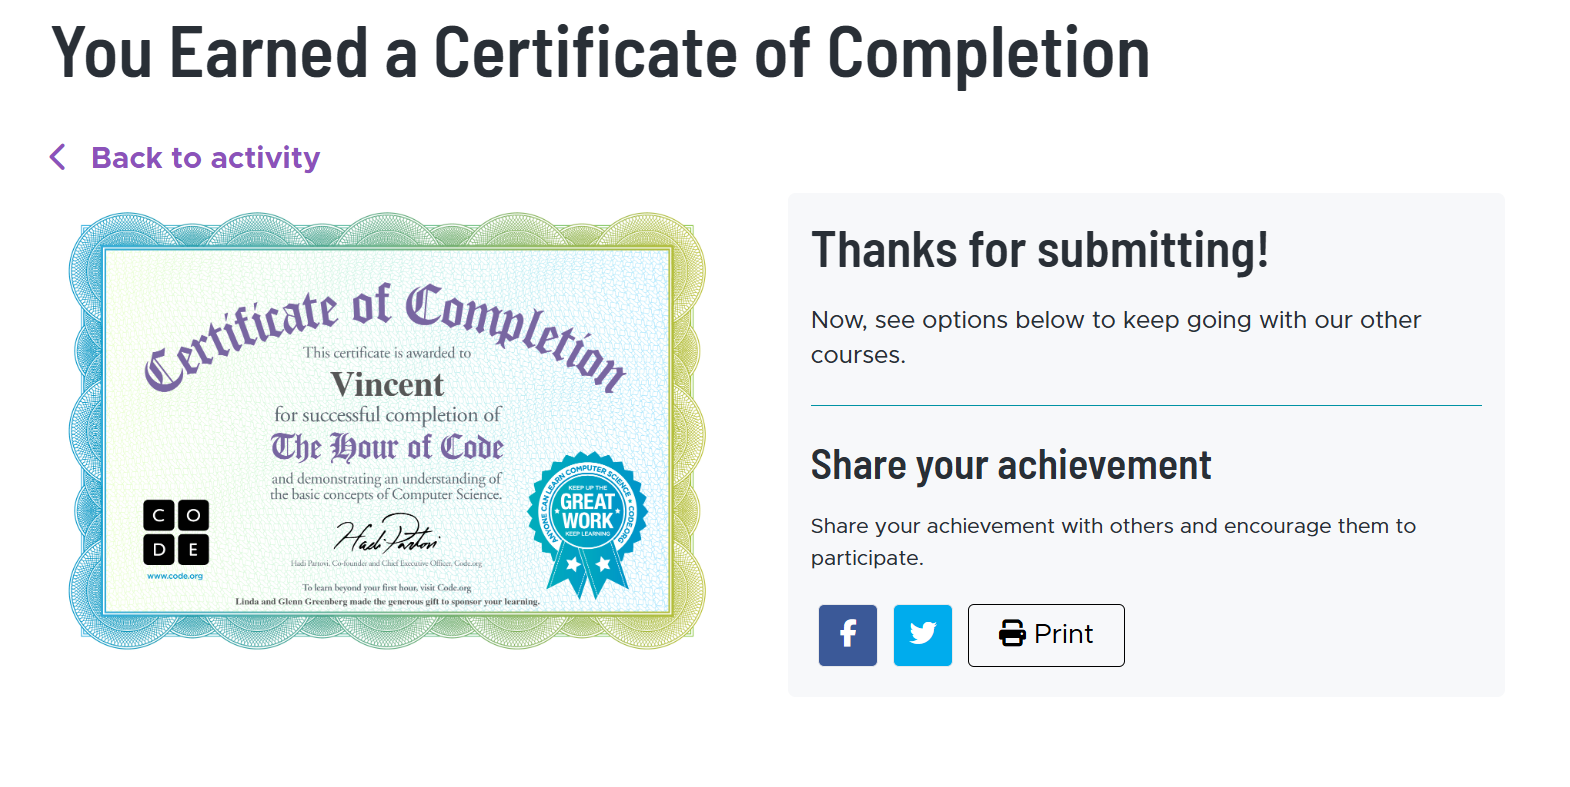 You Earned a Certificate of Completion
Back to activity
Certificate of Completion
This certificate is awarded to
Vincent
for successful completion of
The Hour of Code
and demonstrating an understanding of
the basic concepts of Computer Science.
Hadi Partovi
Hadi Partovi, Co-founder and Chief Executive Officer, Code.org
To learn beyond your first hour, visit Code.org
Linda and Glenn Greenberg made the generous gift to sponsor your learning.
C O
D E
www.code.org
ANYONE CAN LEARN COMPUTER SCIENCE • CODE.ORG
KEEP UP THE
GREAT
WORK
KEEP LEARNING
Thanks for submitting!
Now, see options below to keep going with our other
courses.
Share your achievement
Share your achievement with others and encourage them to
participate.
f
Print